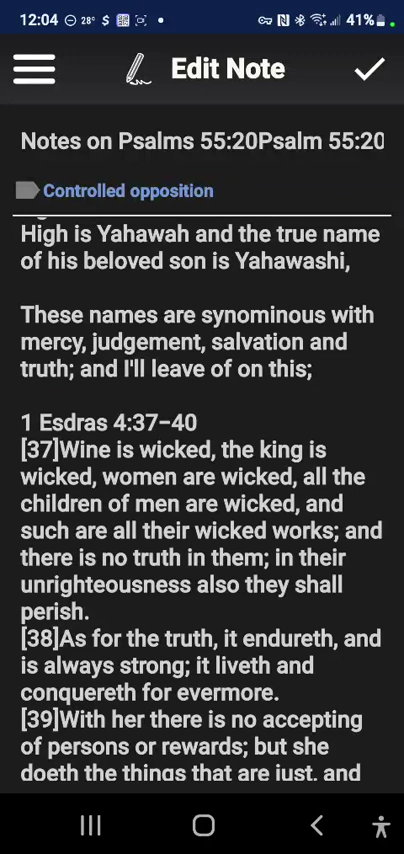 12:04 28° $ 41%
Edit Note
Notes on Psalms 55:20Psalm 55:20
Controlled opposition
High is Yahawah and the true name
of his beloved son is Yahawashi,
These names are synominous with
mercy, judgement, salvation and
truth; and I'll leave of on this;
1 Esdras 4:37–40
[37]Wine is wicked, the king is
wicked, women are wicked, all the
children of men are wicked, and
such are all their wicked works; and
there is no truth in them; in their
unrighteousness also they shall
perish.
[38]As for the truth, it endureth, and
is always strong; it liveth and
conquereth for evermore.
[39]With her there is no accepting
of persons or rewards; but she
doeth the things that are just, and